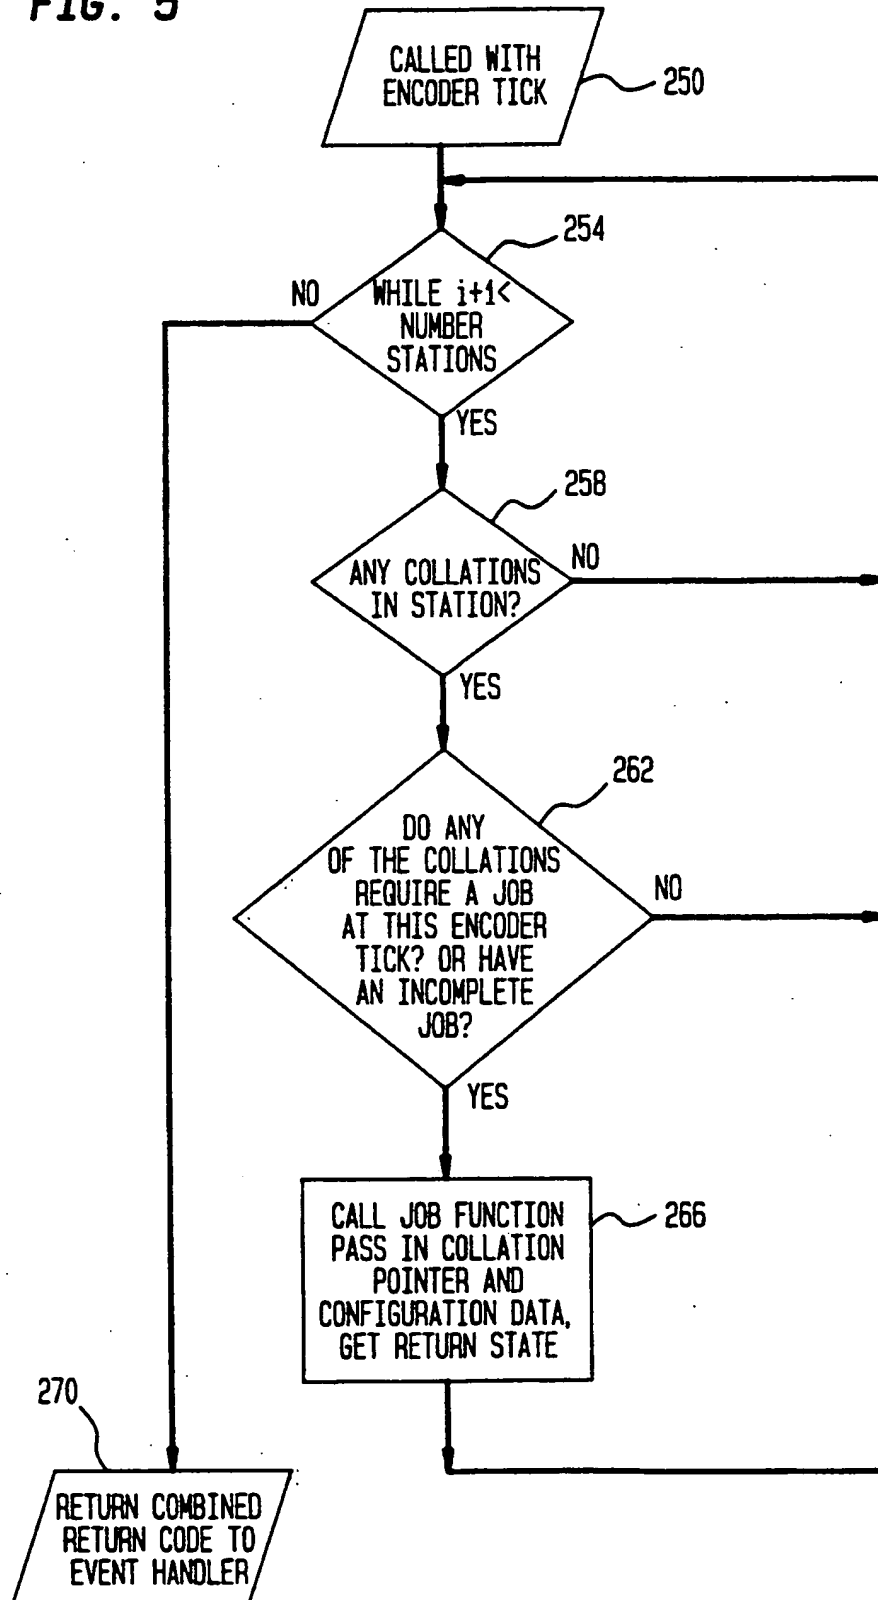 FIG. 5
CALLED WITH
ENCODER TICK
250
254
NO
WHILE i+1<
NUMBER
STATIONS
YES
258
ANY COLLATIONS
IN STATION?
NO
YES
262
DO ANY
OF THE COLLATIONS
REQUIRE A JOB
AT THIS ENCODER
TICK? OR HAVE
AN INCOMPLETE
JOB?
NO
YES
266
CALL JOB FUNCTION
PASS IN COLLATION
POINTER AND
CONFIGURATION DATA,
GET RETURN STATE
270
RETURN COMBINED
RETURN CODE TO
EVENT HANDLER